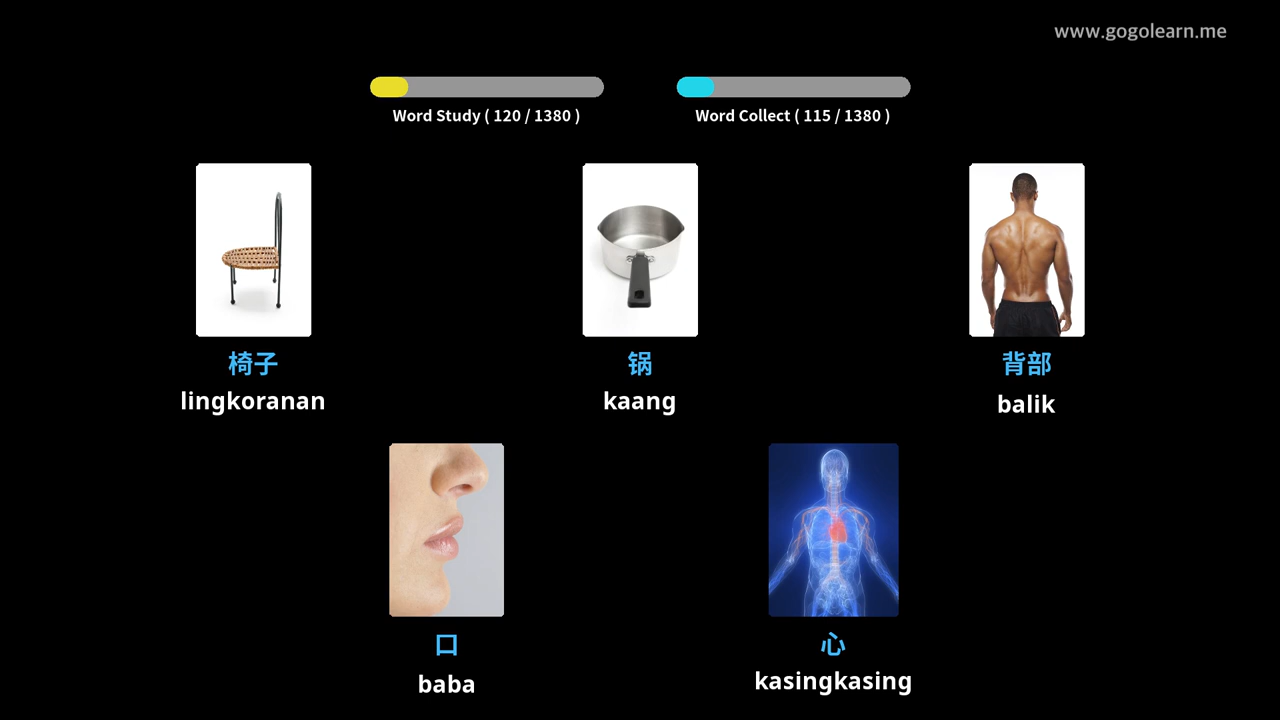 www.gogolearn.me
Word Study ( 120 / 1380 )
Word Collect ( 115 / 1380 )
椅子
lingkoranan
锅
kaang
背部
balik
口
baba
心
kasingkasing